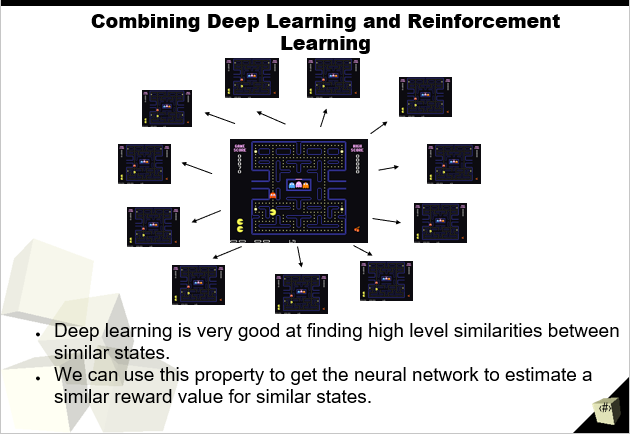 Combining Deep Learning and Reinforcement
Learning
GAME
SCORE
HIGH
SCORE
• Deep learning is very good at finding high level similarities between
similar states.
• We can use this property to get the neural network to estimate a
similar reward value for similar states.
‹#›